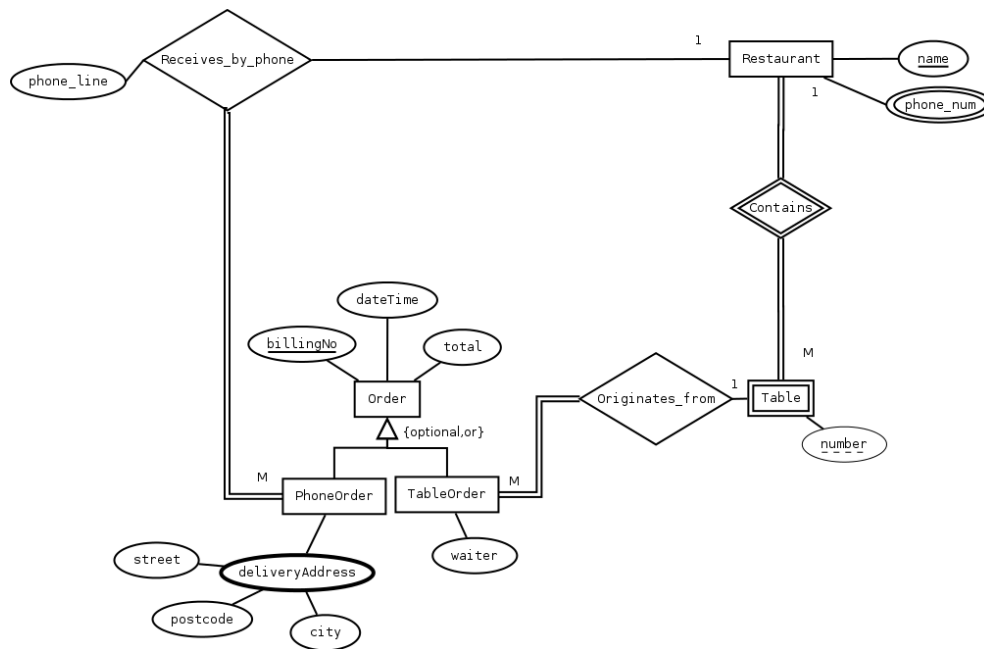 Receives_by_phone
1
Restaurant
name
phone_line
1
phone_num
Contains
dateTime
billingNo
total
M
Order
Originates_from
1
Table
{optional,or}
number
M
PhoneOrder
TableOrder
M
street
deliveryAddress
waiter
postcode
city